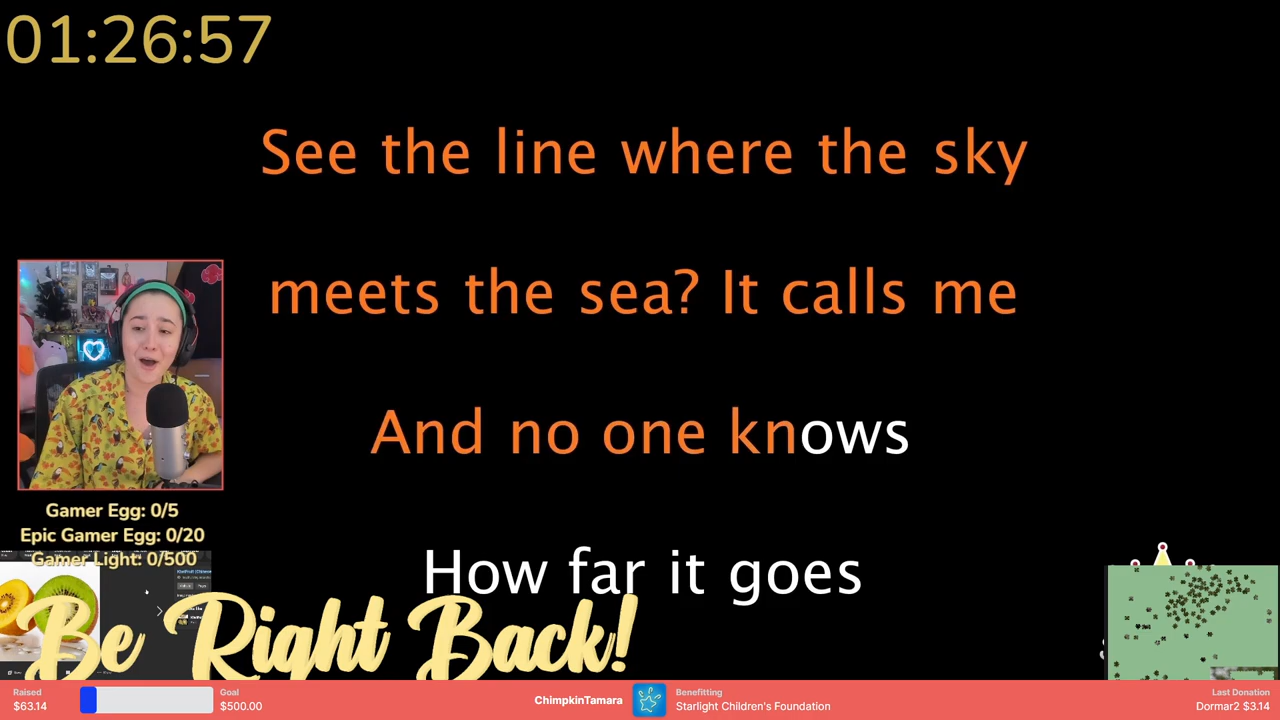 01:26:57
See the line where the sky
meets the sea? It calls me
And no one knows
How far it goes
Gamer Egg: 0/5
Epic Gamer Egg: 0/20
Gamer Light: 0/500
Be Right Back!
Raised
$63.14
Goal
$500.00
ChimpkinTamara
Benefitting
Starlight Children's Foundation
Last Donation
Dormar2 $3.14